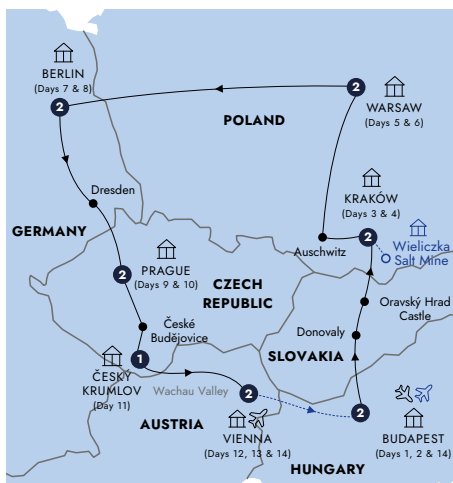 BERLIN
(Days 7 & 8)
2
2
WARSAW
(Days 5 & 6)
POLAND
KRAKÓW
(Days 3 & 4)
Dresden
GERMANY
2
Auschwitz
Wieliczka
Salt Mine
2
PRAGUE
(Days 9 & 10)
CZECH
REPUBLIC
Oravský Hrad
Castle
České
Budějovice
Donovaly
SLOVAKIA
1
ČESKÝ
KRUMLOV
(Day 11)
Wachau Valley
2
2
AUSTRIA
VIENNA
(Days 12, 13 & 14)
BUDAPEST
(Days 1, 2 & 14)
HUNGARY